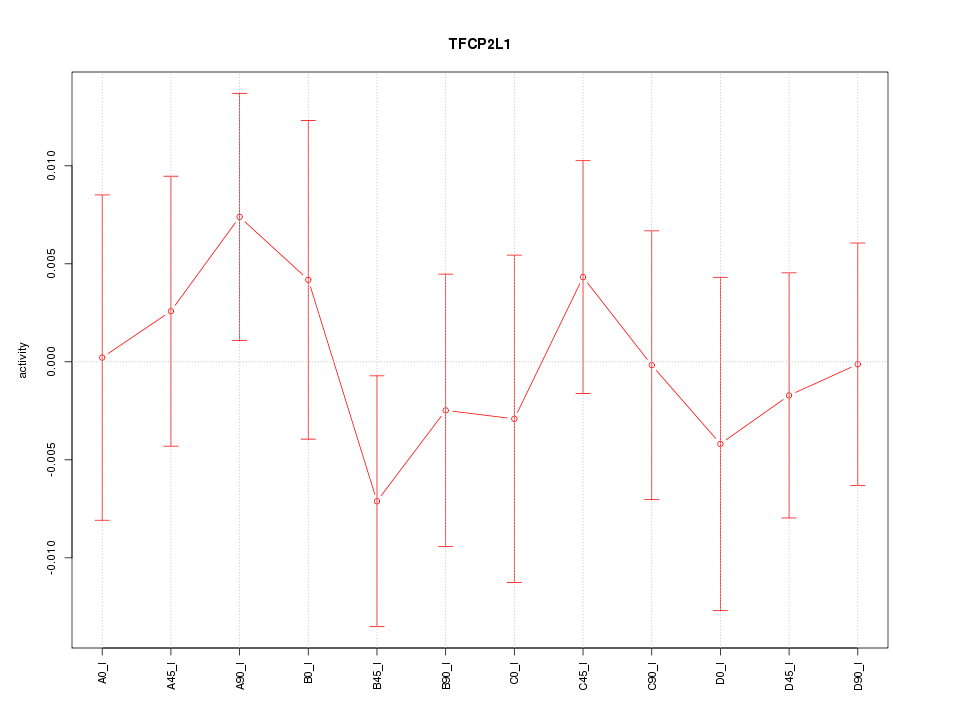 TFCP2L1
activity
0.010
0.005
0.000
-0.005
-0.010
A0_I
A45_I
A90_I
B0_I
B45_I
B90_I
C0_I
C45_I
C90_I
D0_I
D45_I
D90_I